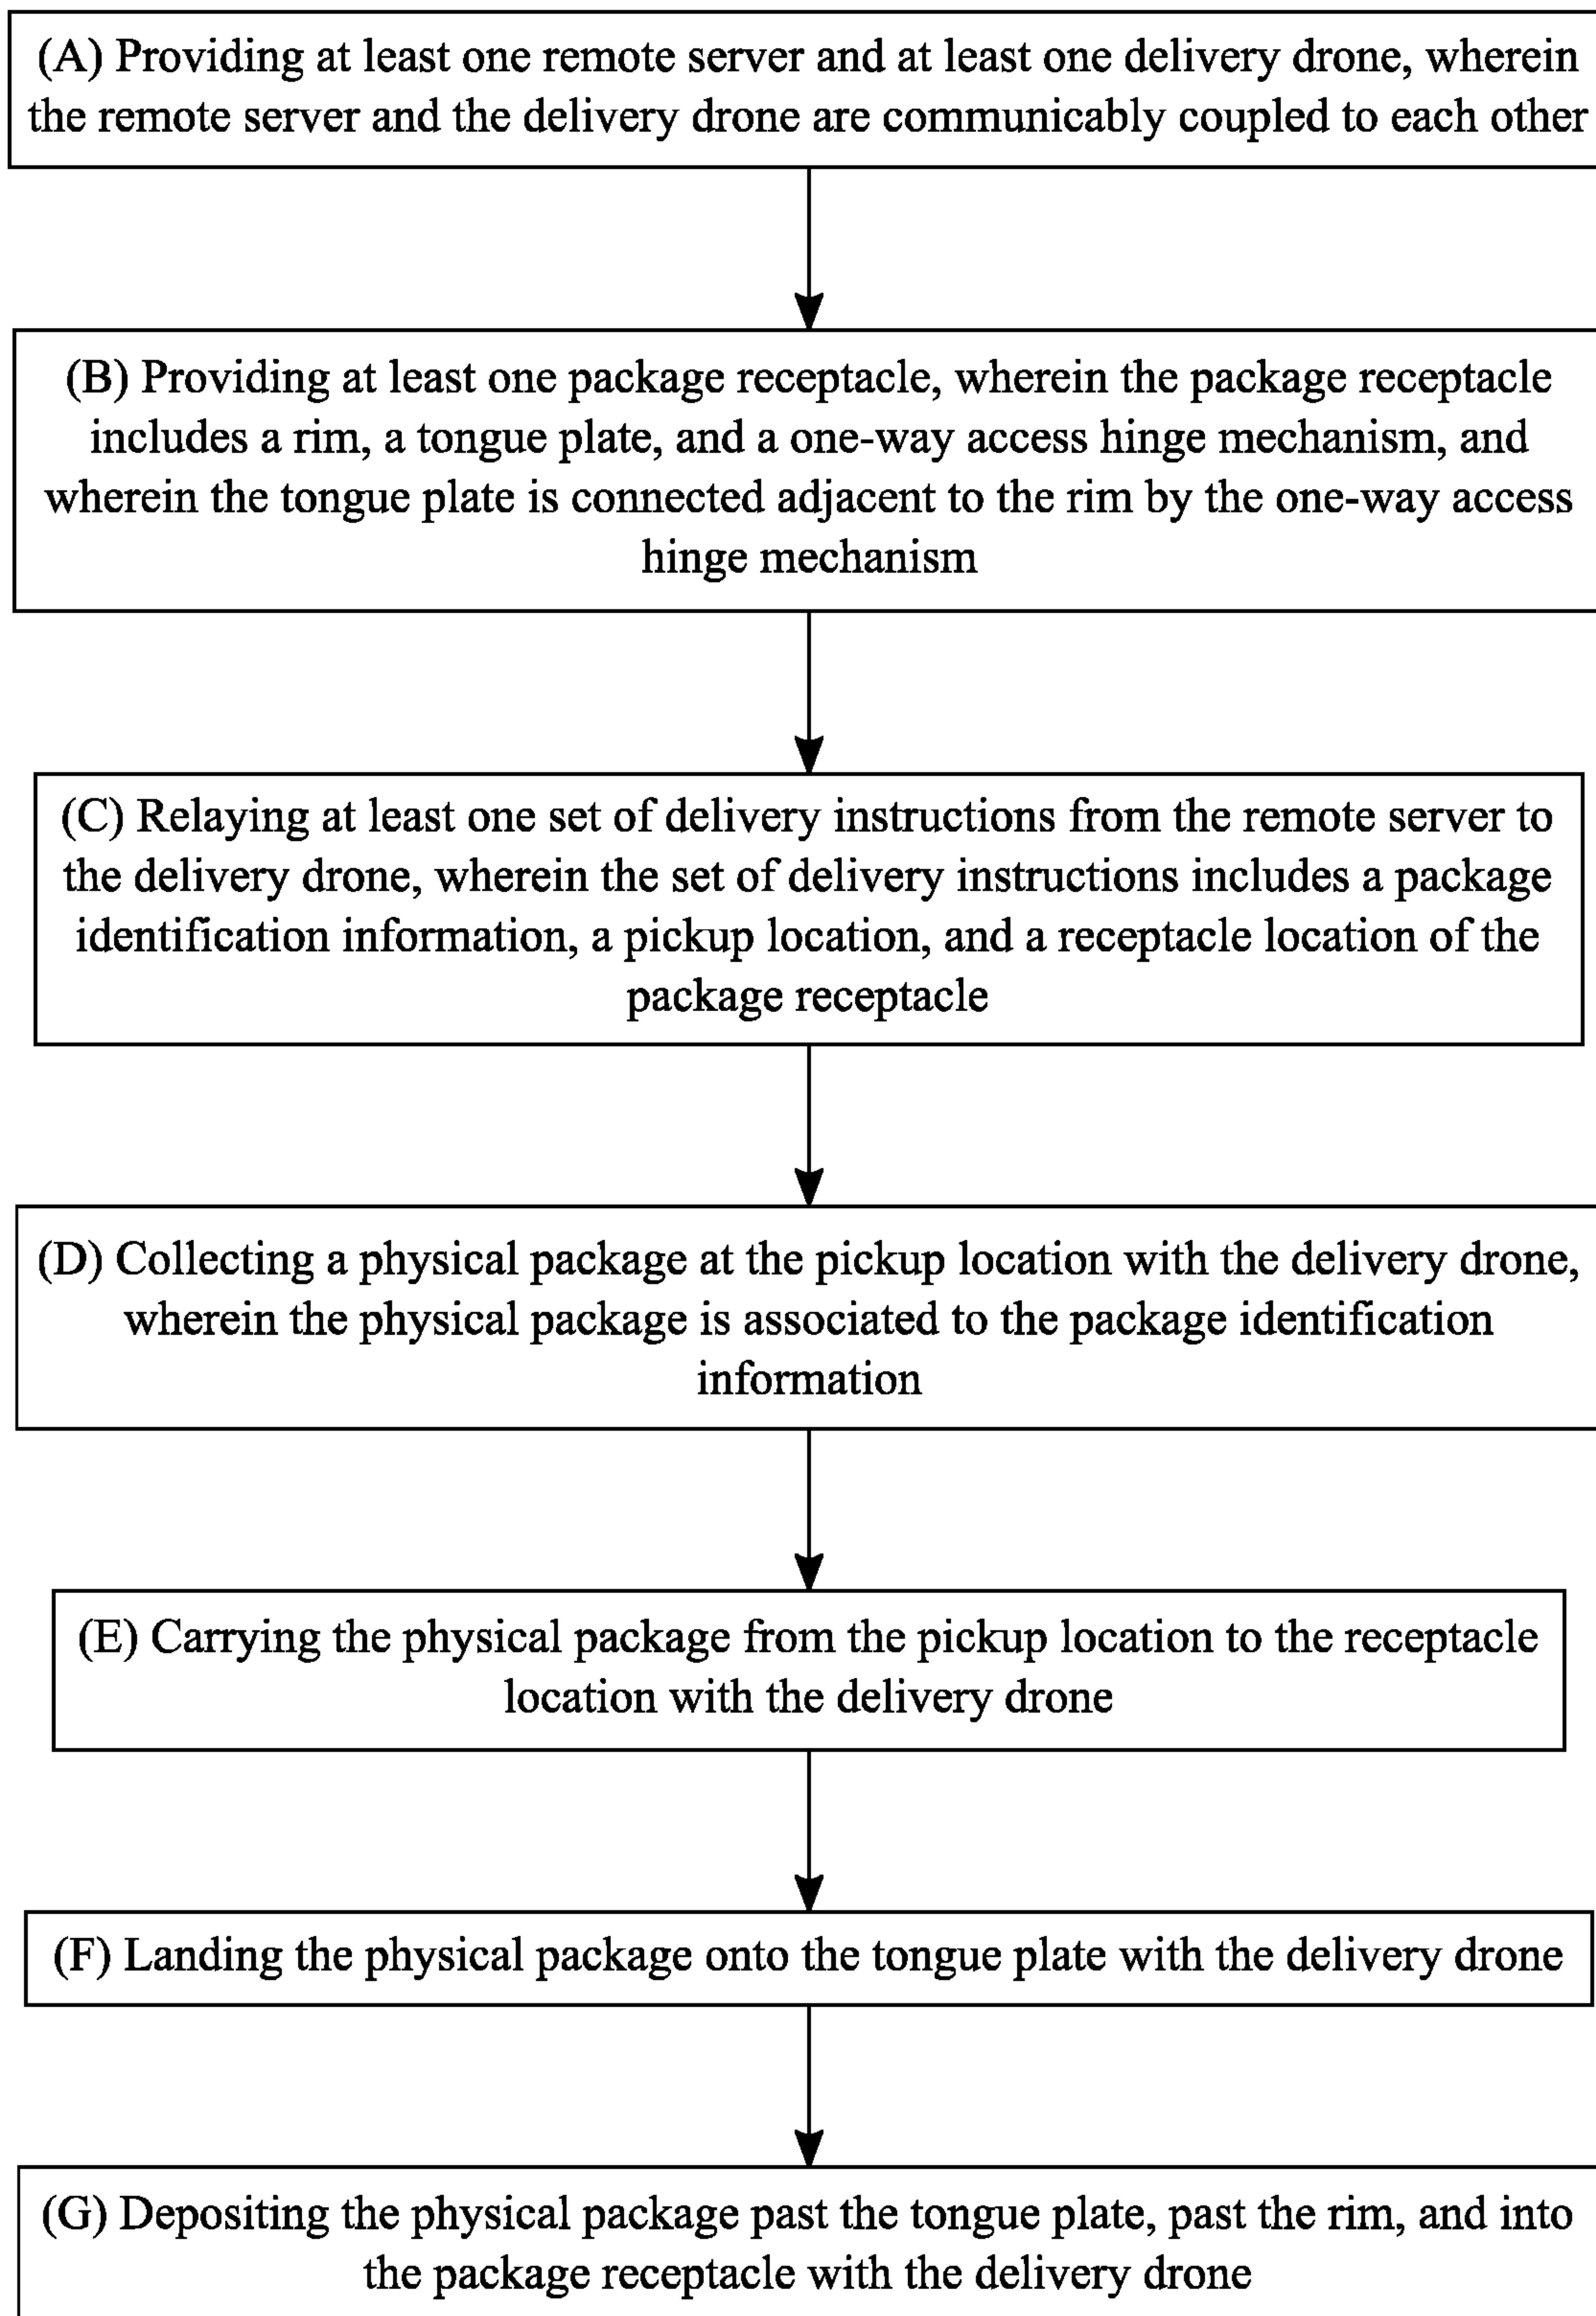 (A) Providing at least one remote server and at least one delivery drone, wherein
the remote server and the delivery drone are communicably coupled to each other
(B) Providing at least one package receptacle, wherein the package receptacle
includes a rim, a tongue plate, and a one-way access hinge mechanism, and
wherein the tongue plate is connected adjacent to the rim by the one-way access
hinge mechanism
(C) Relaying at least one set of delivery instructions from the remote server to
the delivery drone, wherein the set of delivery instructions includes a package
identification information, a pickup location, and a receptacle location of the
package receptacle
(D) Collecting a physical package at the pickup location with the delivery drone,
wherein the physical package is associated to the package identification
information
(E) Carrying the physical package from the pickup location to the receptacle
location with the delivery drone
(F) Landing the physical package onto the tongue plate with the delivery drone
(G) Depositing the physical package past the tongue plate, past the rim, and into
the package receptacle with the delivery drone